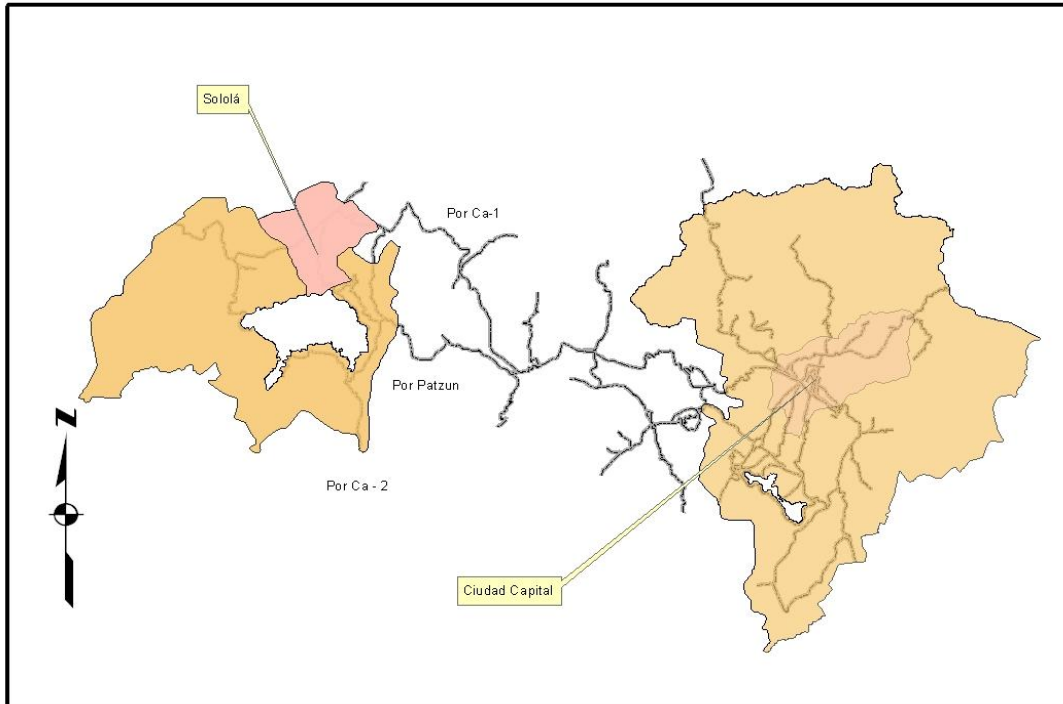 Sololá
Por Ca-1
Por Patzun
Por Ca - 2
N
Ciudad Capital